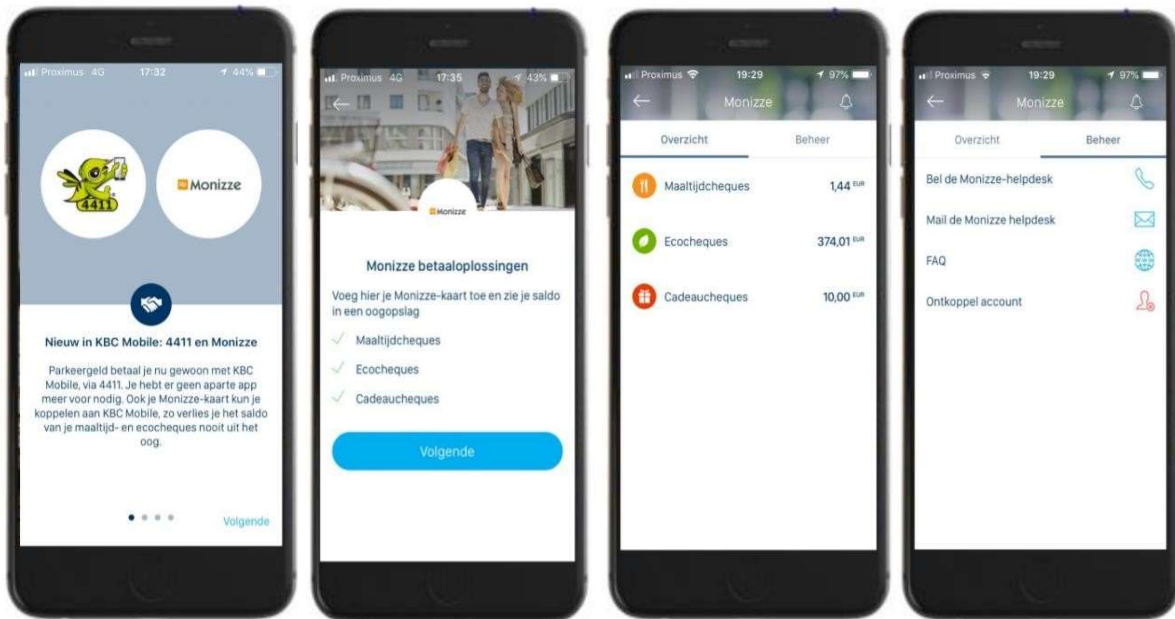 Proximus 4G 17:32 44%
4411
Monizze
Nieuw in KBC Mobile: 4411 en Monizze
Parkeergeld betaal je nu gewoon met KBC
Mobile, via 4411. Je hebt er geen aparte app
meer voor nodig. Ook je Monizze-kaart kun je
koppelen aan KBC Mobile, zo verlies je het saldo
van je maaltijd- en ecocheques nooit uit het
oog.
Volgende
Proximus 4G 17:35 43%
Monizze
Monizze betaaloplossingen
Voeg hier je Monizze-kaart toe en zie je saldo
in een oogopslag
Maaltijdcheques
Ecocheques
Cadeaucheques
Volgende
Proximus 19:29 97%
Monizze
Overzicht Beheer
Maaltijdcheques 1,44 EUR
Ecocheques 374,01 EUR
Cadeaucheques 10,00 EUR
Proximus 19:29 97%
Monizze
Overzicht Beheer
Bel de Monizze-helpdesk
Mail de Monizze helpdesk
FAQ
WWW
Ontkoppel account